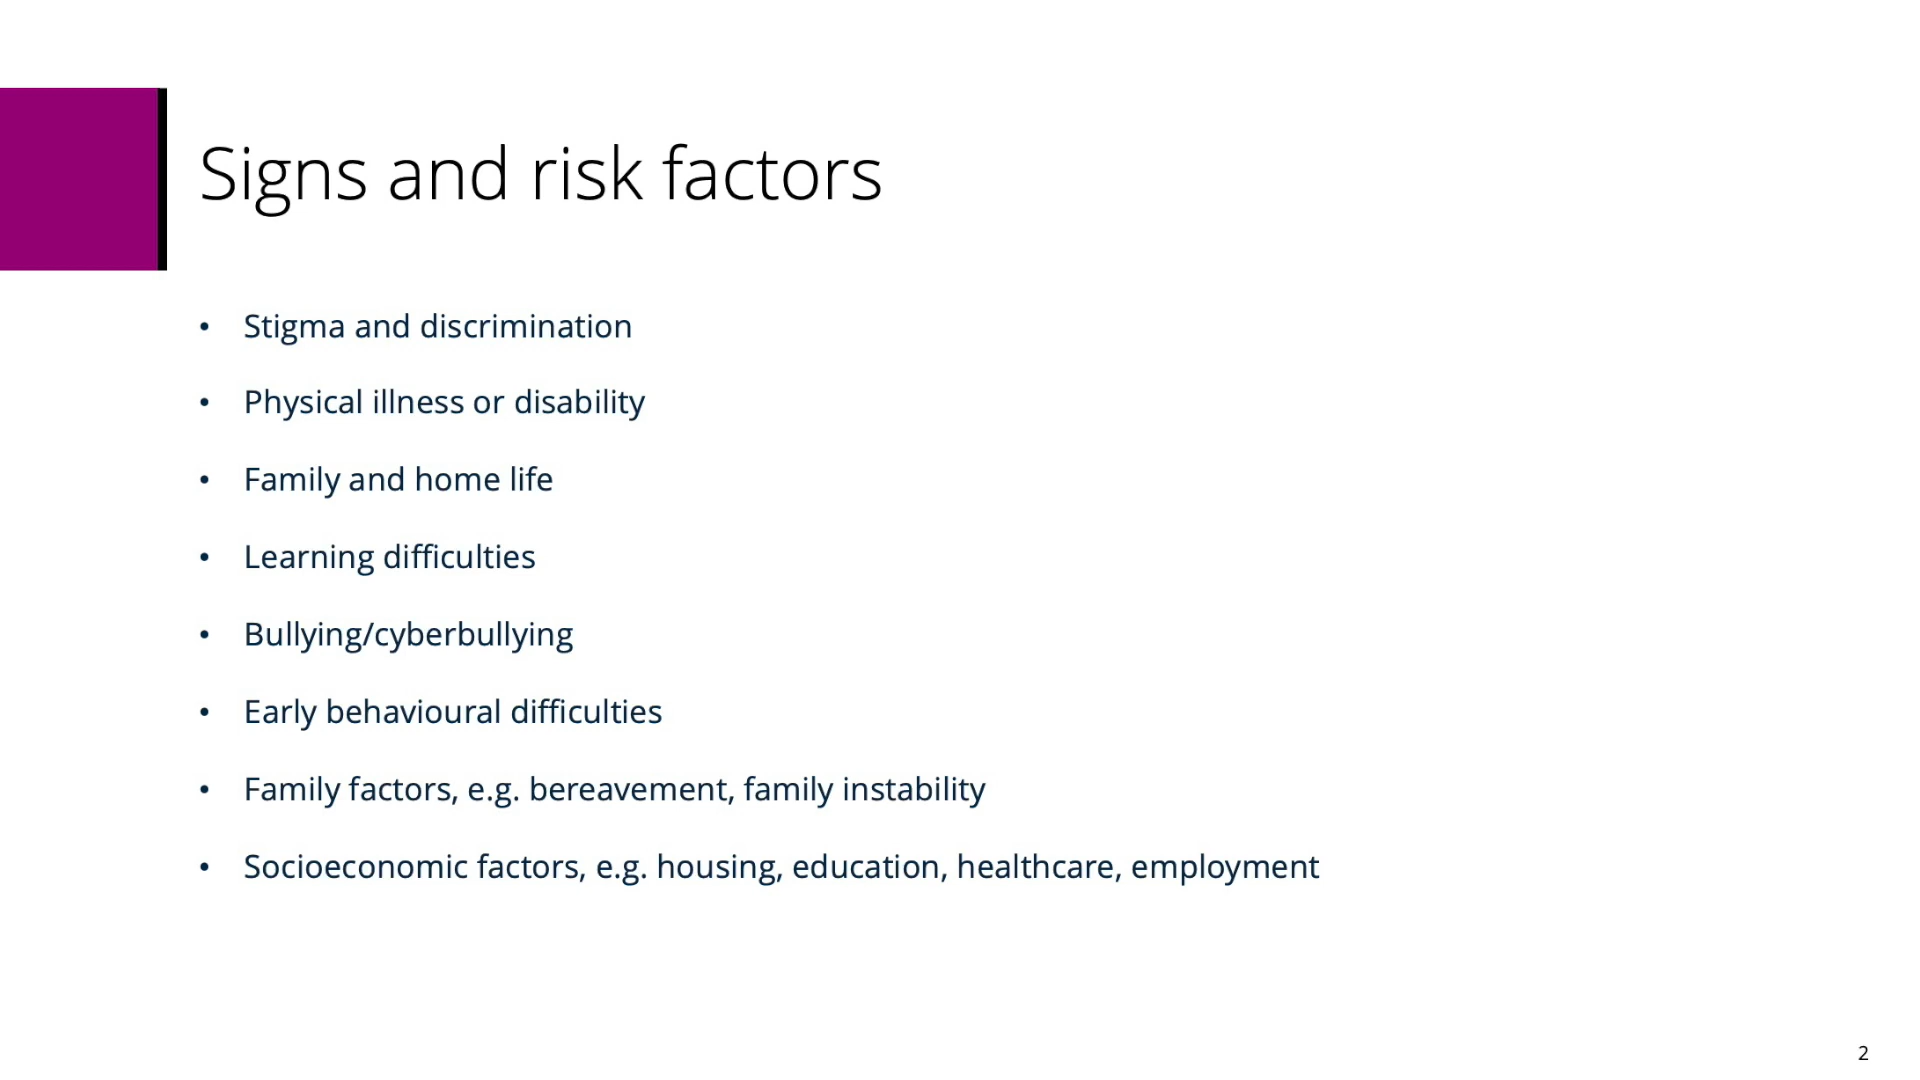 Signs and risk factors
• Stigma and discrimination
• Physical illness or disability
• Family and home life
• Learning difficulties
• Bullying/cyberbullying
• Early behavioural difficulties
• Family factors, e.g. bereavement, family instability
• Socioeconomic factors, e.g. housing, education, healthcare, employment
2